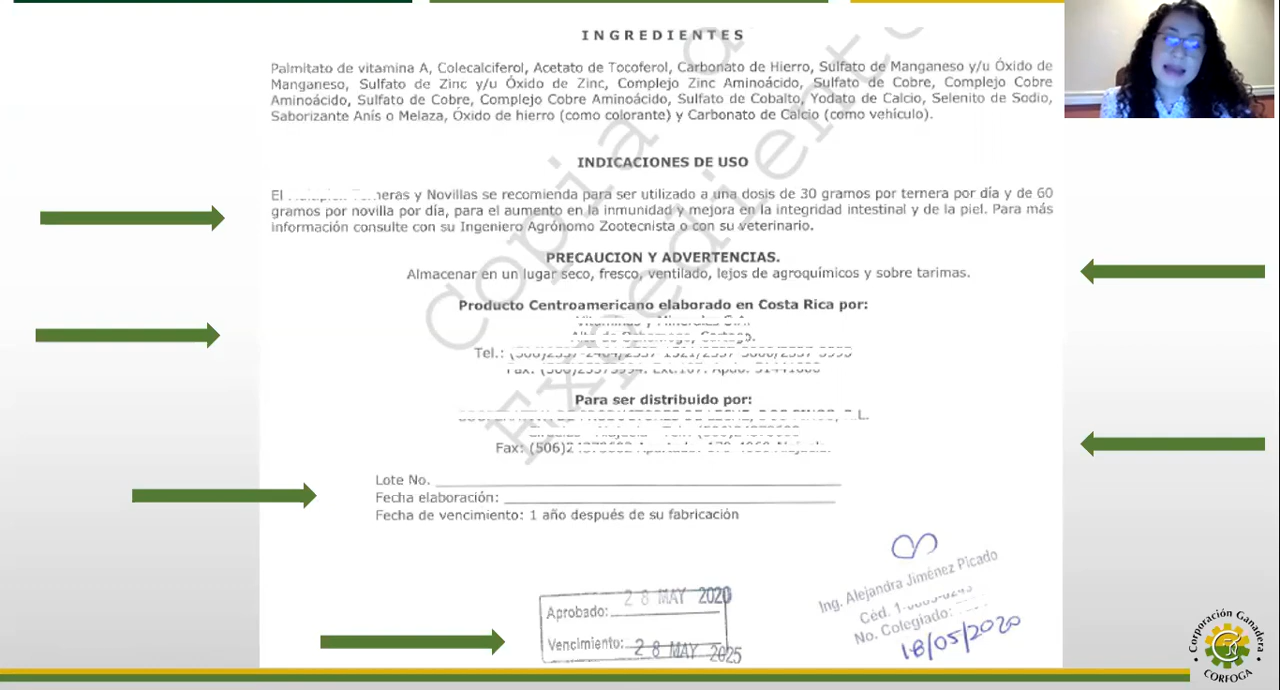 INGREDIENTES
Palmitato de vitamina A, Colecalciferol, Acetato de Tocoferol, Carbonato de Hierro, Sulfato de Manganeso y/u Óxido de
Manganeso, Sulfato de Zinc y/u Óxido de Zinc, Complejo Zinc Aminoácido, Sulfato de Cobre, Complejo Cobre
Aminoácido, Sulfato de Cobre, Complejo Cobre Aminoácido, Sulfato de Cobalto, Yodato de Calcio, Selenito de Sodio,
Saborizante Anís o Melaza, Óxido de hierro (como colorante) y Carbonato de Calcio (como vehículo).
INDICACIONES DE USO
El y Novillas se recomienda para ser utilizado a una dosis de 30 gramos por ternera por día y de 60
gramos por novilla por día, para el aumento en la inmunidad y mejora en la integridad intestinal y de la piel. Para más
información consulte con su Ingeniero Agrónomo Zootecnista o con su veterinario.
PRECAUCION Y ADVERTENCIAS.
Almacenar en un lugar seco, fresco, ventilado, lejos de agroquímicos y sobre tarimas.
Producto Centroamericano elaborado en Costa Rica por:
Tel.:
Para ser distribuido por:
Fax: (506)2
Lote No.
Fecha elaboración:
Fecha de vencimiento: 1 año después de su fabricación
Copia a
Expediente
Aprobado: 28 MAY 2020
Vencimiento: 28 MAY 2025
Ing. Alejandra Jiménez Picado
Céd. 1-
No. Colegiado:
18/05/2020
Corporación Ganadera
CORFOGA